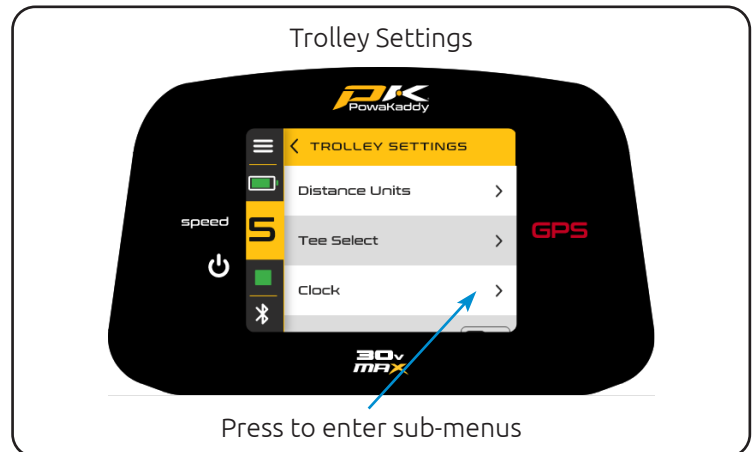 Trolley Settings
PK
PowaKaddy
TROLLEY SETTINGS
Distance Units
speed
5
Tee Select
GPS
Clock
30v
MAX
Press to enter sub-menus